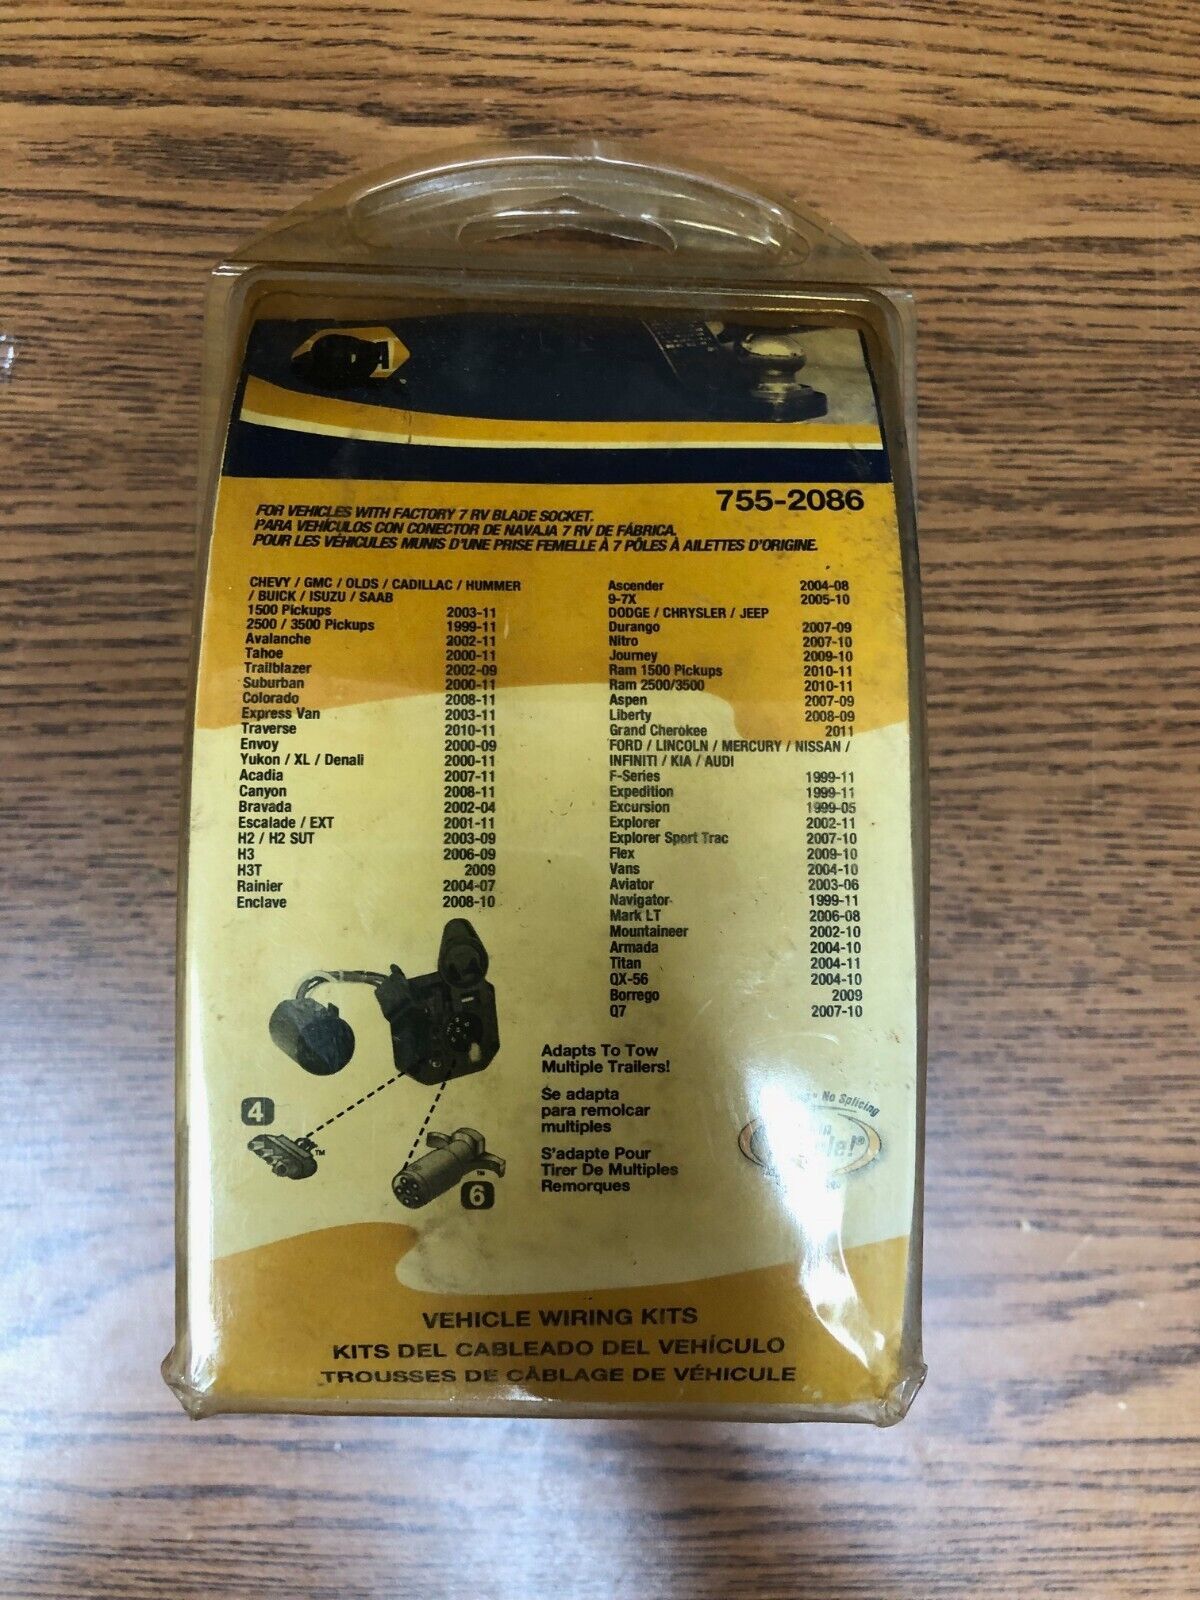 755-2086
FOR VEHICLES WITH FACTORY 7 RV BLADE SOCKET.
PARA VEHÍCULOS CON CONECTOR DE NAVAJA 7 RV DE FÁBRICA.
POUR LES VÉHICULES MUNIS D'UNE PRISE FEMELLE À 7 PÔLES À AILETTES D'ORIGINE.
CHEVY / GMC / OLDS / CADILLAC / HUMMER
/ BUICK / ISUZU / SAAB
1500 Pickups 2003-11
2500 / 3500 Pickups 1999-11
Avalanche 2002-11
Tahoe 2000-11
Trailblazer 2002-09
Suburban 2000-11
Colorado 2008-11
Express Van 2003-11
Traverse 2010-11
Envoy 2000-09
Yukon / XL / Denali 2000-11
Acadia 2007-11
Canyon 2008-11
Bravada 2002-04
Escalade / EXT 2001-11
H2 / H2 SUT 2003-09
H3 2006-09
H3T 2009
Rainier 2004-07
Enclave 2008-10
Ascender 2004-08
9-7X 2005-10
DODGE / CHRYSLER / JEEP
Durango 2007-09
Nitro 2007-10
Journey 2009-10
Ram 1500 Pickups 2010-11
Ram 2500/3500 2010-11
Aspen 2007-09
Liberty 2008-09
Grand Cherokee 2011
FORD / LINCOLN / MERCURY / NISSAN /
INFINITI / KIA / AUDI
F-Series 1999-11
Expedition 1999-11
Excursion 1999-05
Explorer 2002-11
Explorer Sport Trac 2007-10
Flex 2009-10
Vans 2004-10
Aviator 2003-06
Navigator 1999-11
Mark LT 2006-08
Mountaineer 2002-10
Armada 2004-10
Titan 2004-11
QX-56 2004-10
Borrego 2009
Q7 2007-10
4
TM
6
TM
Adapts To Tow
Multiple Trailers!
Se adapta
para remolcar
multiples
S'adapte Pour
Tirer De Multiples
Remorques
No Splicing
VEHICLE WIRING KITS
KITS DEL CABLEADO DEL VEHÍCULO
TROUSSES DE CÂBLAGE DE VÉHICULE